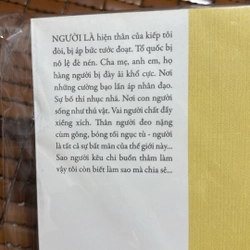 NGƯỜI LÀ hiện thân của kiếp tôi
đòi, bị áp bức tước đoạt. Tổ quốc bị
nô lệ đè nén. Cha mẹ, anh em, họ
hàng người bị đày ải khổ cực. Nơi
những cường bạo lấn áp nhân đạo.
Sự bố thí nhục nhã. Nơi con người
sống như thú vật. Vai người chất đầy
xiềng xích. Thân người đeo nặng
cùm gông, bóng tối ngục tù - người
là tất cả sự bất mãn của thế giới này...
Sao người kêu chi buồn thảm làm
vậy tôi còn biết làm sao mà chia sẻ...